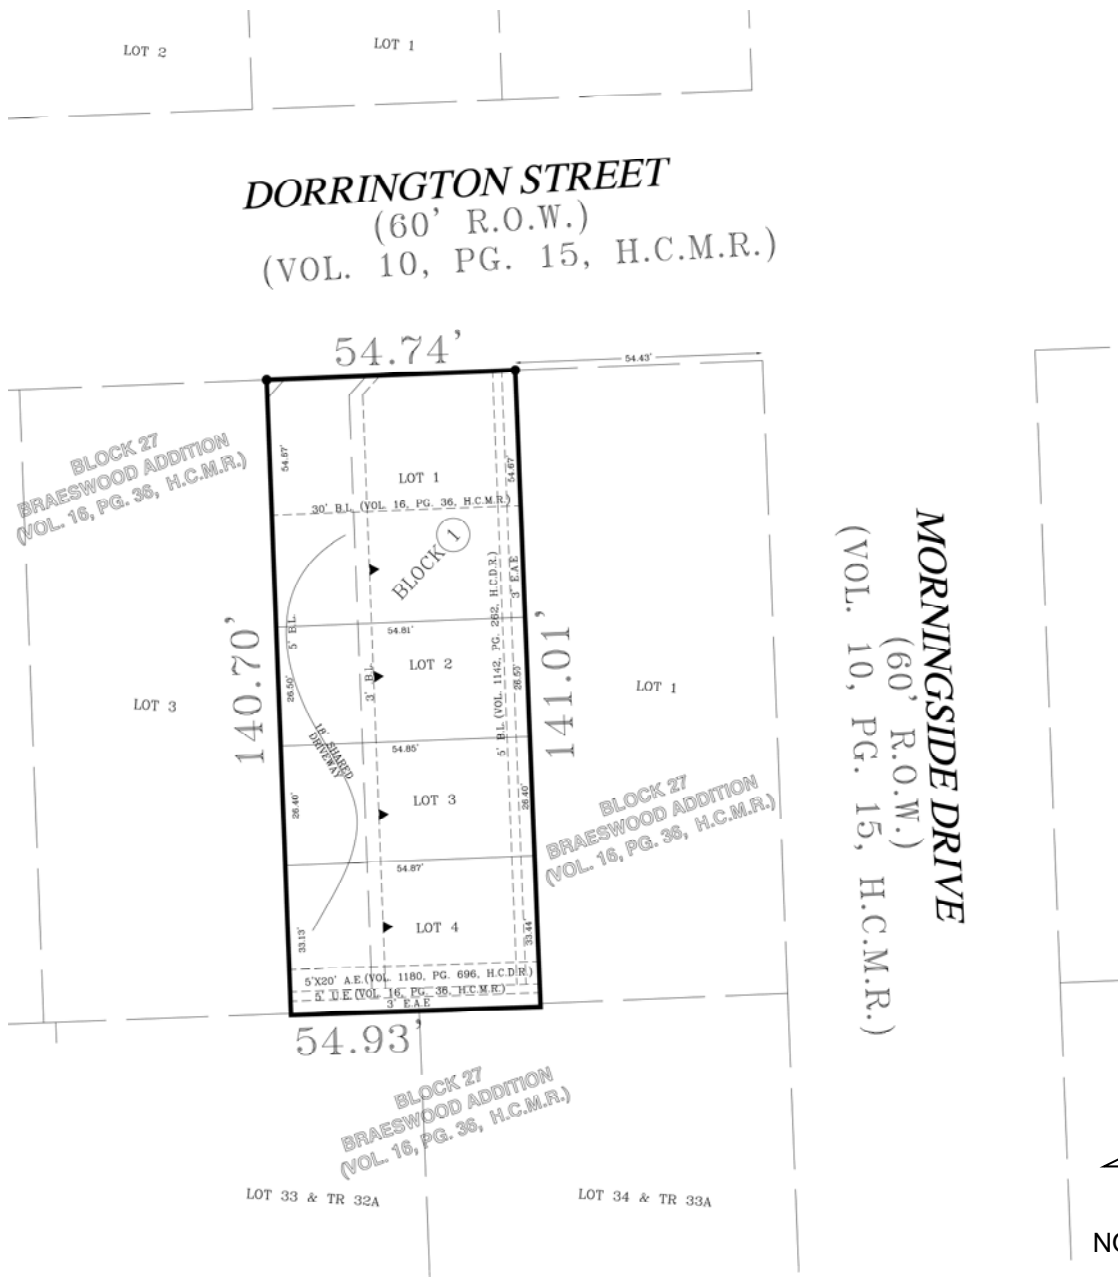 LOT 2
LOT 1
DORRINGTON STREET
(60' R.O.W.)
(VOL. 10, PG. 15, H.C.M.R.)
54.74'
54.43'
BLOCK 27
BRAESWOOD ADDITION
(VOL. 16, PG. 36, H.C.M.R.)
54.87'
LOT 1
54.67'
30' B.L. (VOL. 16, PG. 36, H.C.M.R.)
BLOCK 1
3' E.A.E
5' B.L.
54.81'
140.70'
141.01'
LOT 2
26.50'
3' B.L.
5' B.L (VOL. 1142, PG. 262, H.C.D.R.)
26.50'
LOT 3
LOT 1
18' SHARED
DRIVEWAY
54.85'
26.40'
LOT 3
26.40'
BLOCK 27
BRAESWOOD ADDITION
(VOL. 16, PG. 36, H.C.M.R.)
MORNINGSIDE DRIVE
(60' R.O.W.)
(VOL. 10, PG. 15, H.C.M.R.)
54.87'
33.13'
LOT 4
33.44'
5'X20' A.E.(VOL. 1180, PG. 696, H.C.D.R.)
5' U.E.(VOL. 16, PG. 36, H.C.M.R.)
3' E.A.E
54.93'
BLOCK 27
BRAESWOOD ADDITION
(VOL. 16, PG. 36, H.C.M.R.)
LOT 33 & TR 32A
LOT 34 & TR 33A